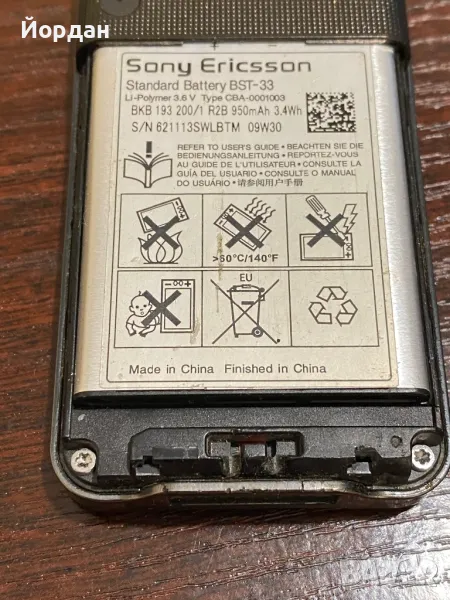 Йордан
Sony Ericsson
Standard Battery BST-33
Li-Polymer 3.6 V Type CBA-0001003
BKB 193 200/1 R2B 950mAh 3.4Wh
S/N 621113SWLBTM 09W30
REFER TO USER'S GUIDE • BEACHTEN SIE DIE
BEDIENUNGSANLEITUNG • REPORTEZ-VOUS
AU GUIDE DE L'UTILISATEUR • CONSULTE LA
GUÍA DEL USUARIO • CONSULTE O MANUAL
DO USUÁRIO • 请参阅用户手册
>60°C/140°F
EU
Made in China Finished in China